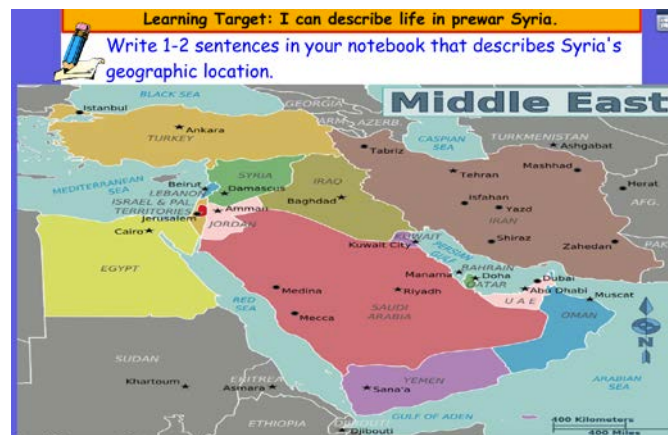 Learning Target: I can describe life in prewar Syria.
Write 1-2 sentences in your notebook that describes Syria's
geographic location.
Middle East
BLACK SEA
GEORGIA
Istanbul
ARM.
AZERB.
CASPIAN
SEA
TURKMENISTAN
Ankara
TURKEY
Tabriz
Ashgabat
Tehran
Mashhad
MEDITERRANEAN
SEA
SYRIA
Beirut
LEBANON
Damascus
IRAQ
Baghdad
Isfahan
Yazd
IRAN
Herat
AFG.
ISRAEL & PAL.
TERRITORIES
Amman
Jerusalem
JORDAN
Cairo
KUWAIT
Kuwait City
Shiraz
Zahedan
PAK
EGYPT
PERSIAN
GULF
BAHRAIN
Manama
Doha
QATAR
Dubai
Abu Dhabi
U A E
Muscat
Medina
Riyadh
RED
SEA
SAUDI
ARABIA
Mecca
OMAN
N
SUDAN
Khartoum
ERITREA
Asmara
YEMEN
Sana'a
ARABIAN
SEA
GULF OF ADEN
ETHIOPIA
DJIBOUTI
Djibouti
400 Kilometers
400 Miles